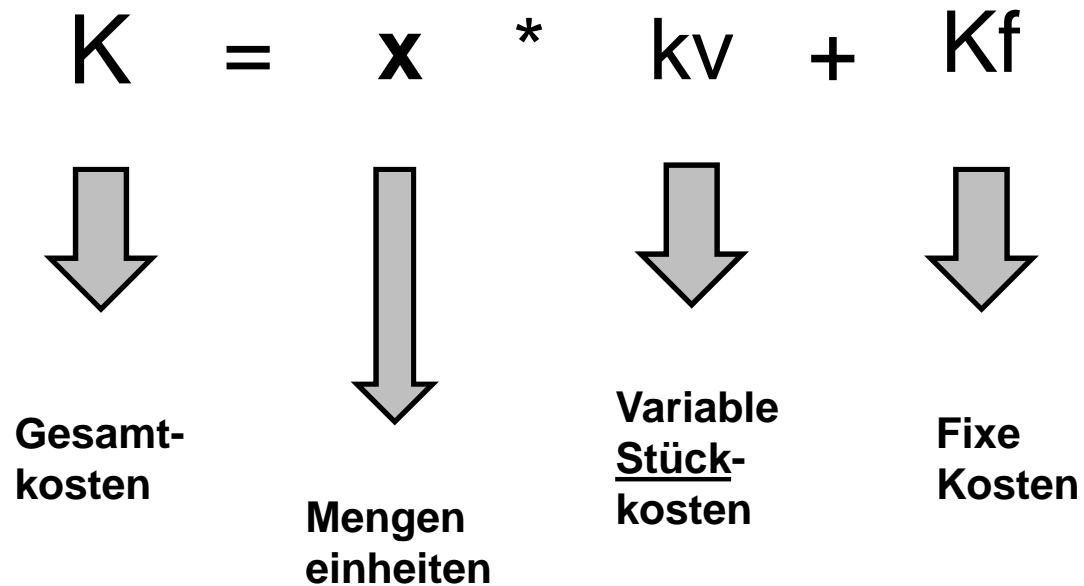 K = x * kv + Kf
Gesamt-
kosten
Mengen
einheiten
Variable
Stück-
kosten
Fixe
Kosten